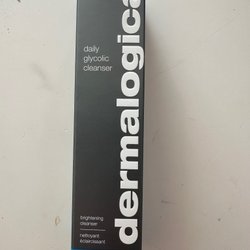 daily
glycolic
cleanser
dermalogica
brightening
cleanser
nettoyant
éclaircissant